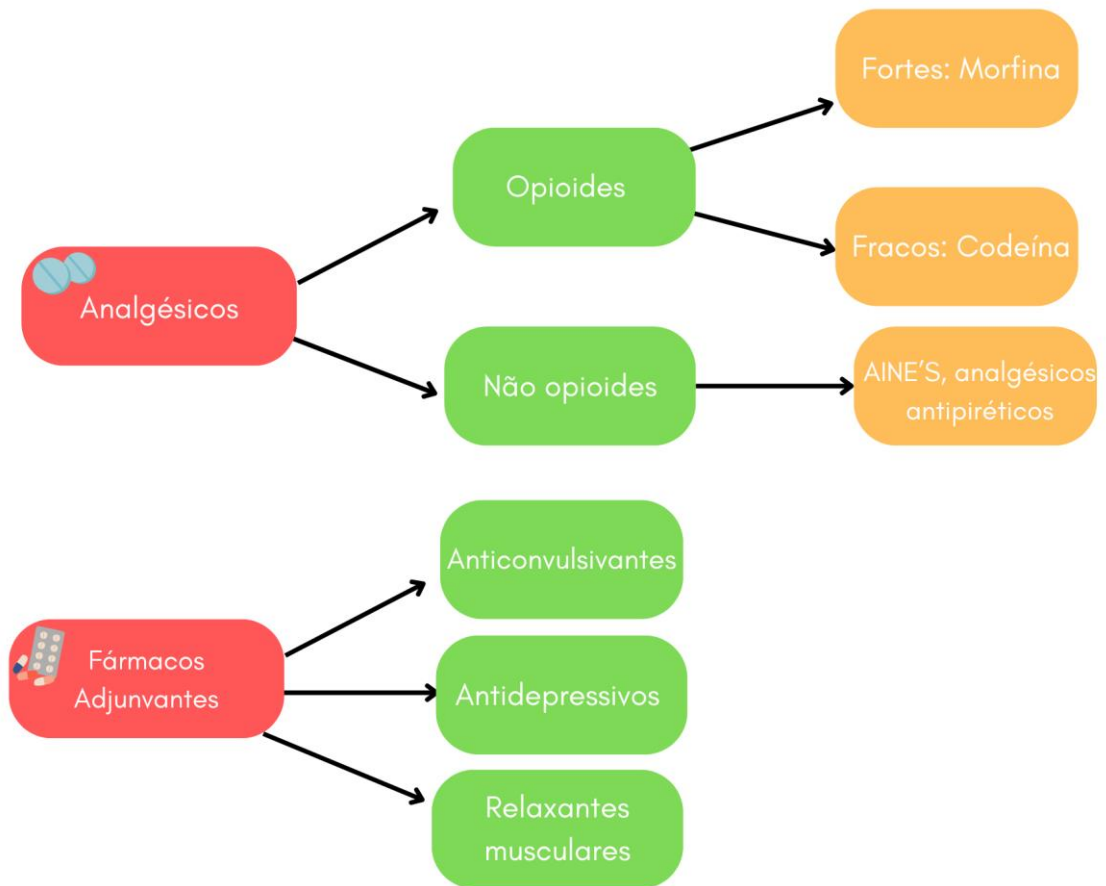 Fortes: Morfina
Opioides
Fracos: Codeína
Analgésicos
Não opioides
AINE'S, analgésicos
antipiréticos
Anticonvulsivantes
Fármacos
Adjunvantes
Antidepressivos
Relaxantes
musculares